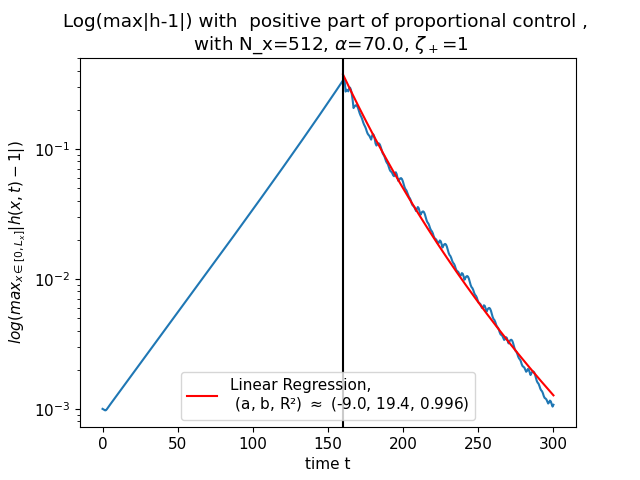 Log(max|h-1|) with  positive part of proportional control ,
with N_x=512, α=70.0, ζ₊=1
log(max_{x∈[0,L_x]}|h(x, t) − 1|)
10⁻¹
10⁻²
10⁻³
Linear Regression,
(a, b, R²) ≈ (-9.0, 19.4, 0.996)
0 50 100 150 200 250 300
time t